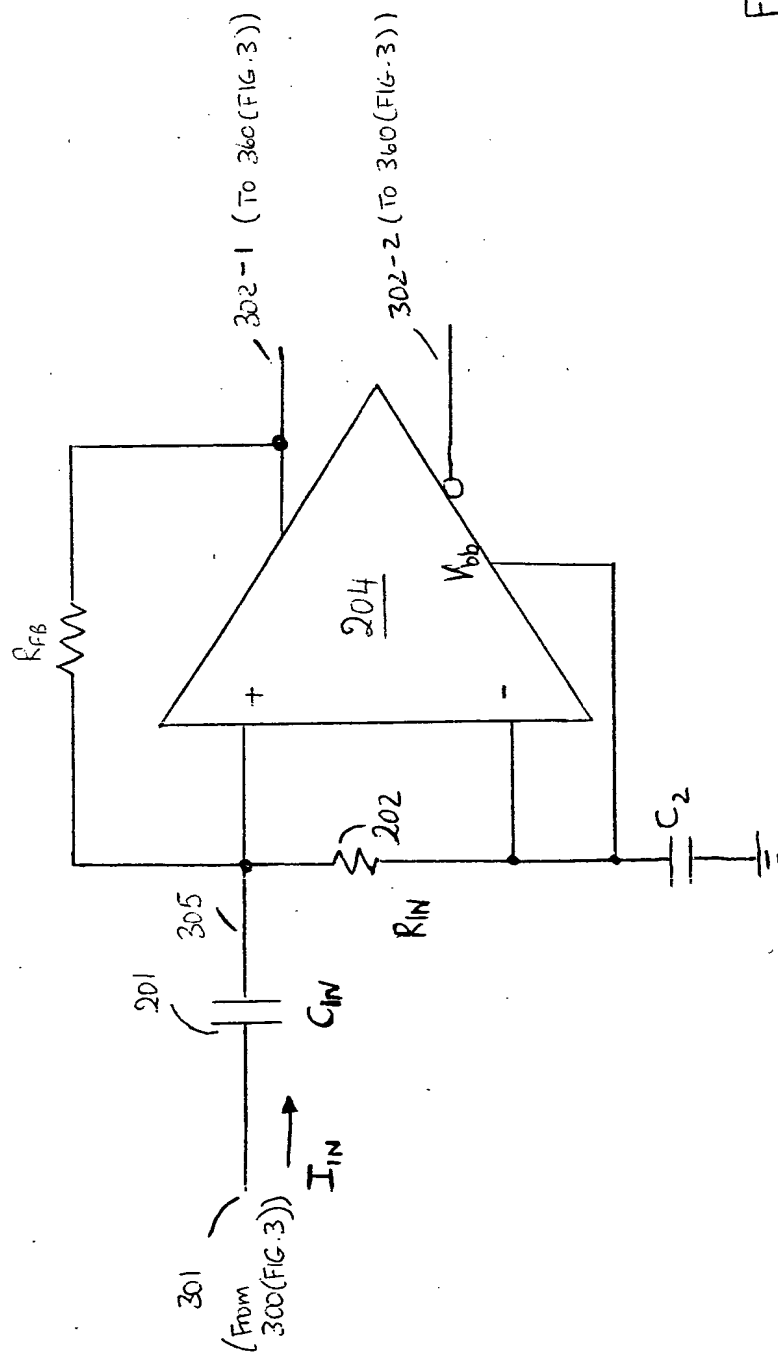 F
302-1 (To 360(FIG.3))
302-2 (To 360(FIG.3))
RFB
+
-
204
Vbb
202
RIN
C2
305
201
CIN
IIN
301
(From
300(FIG.3))